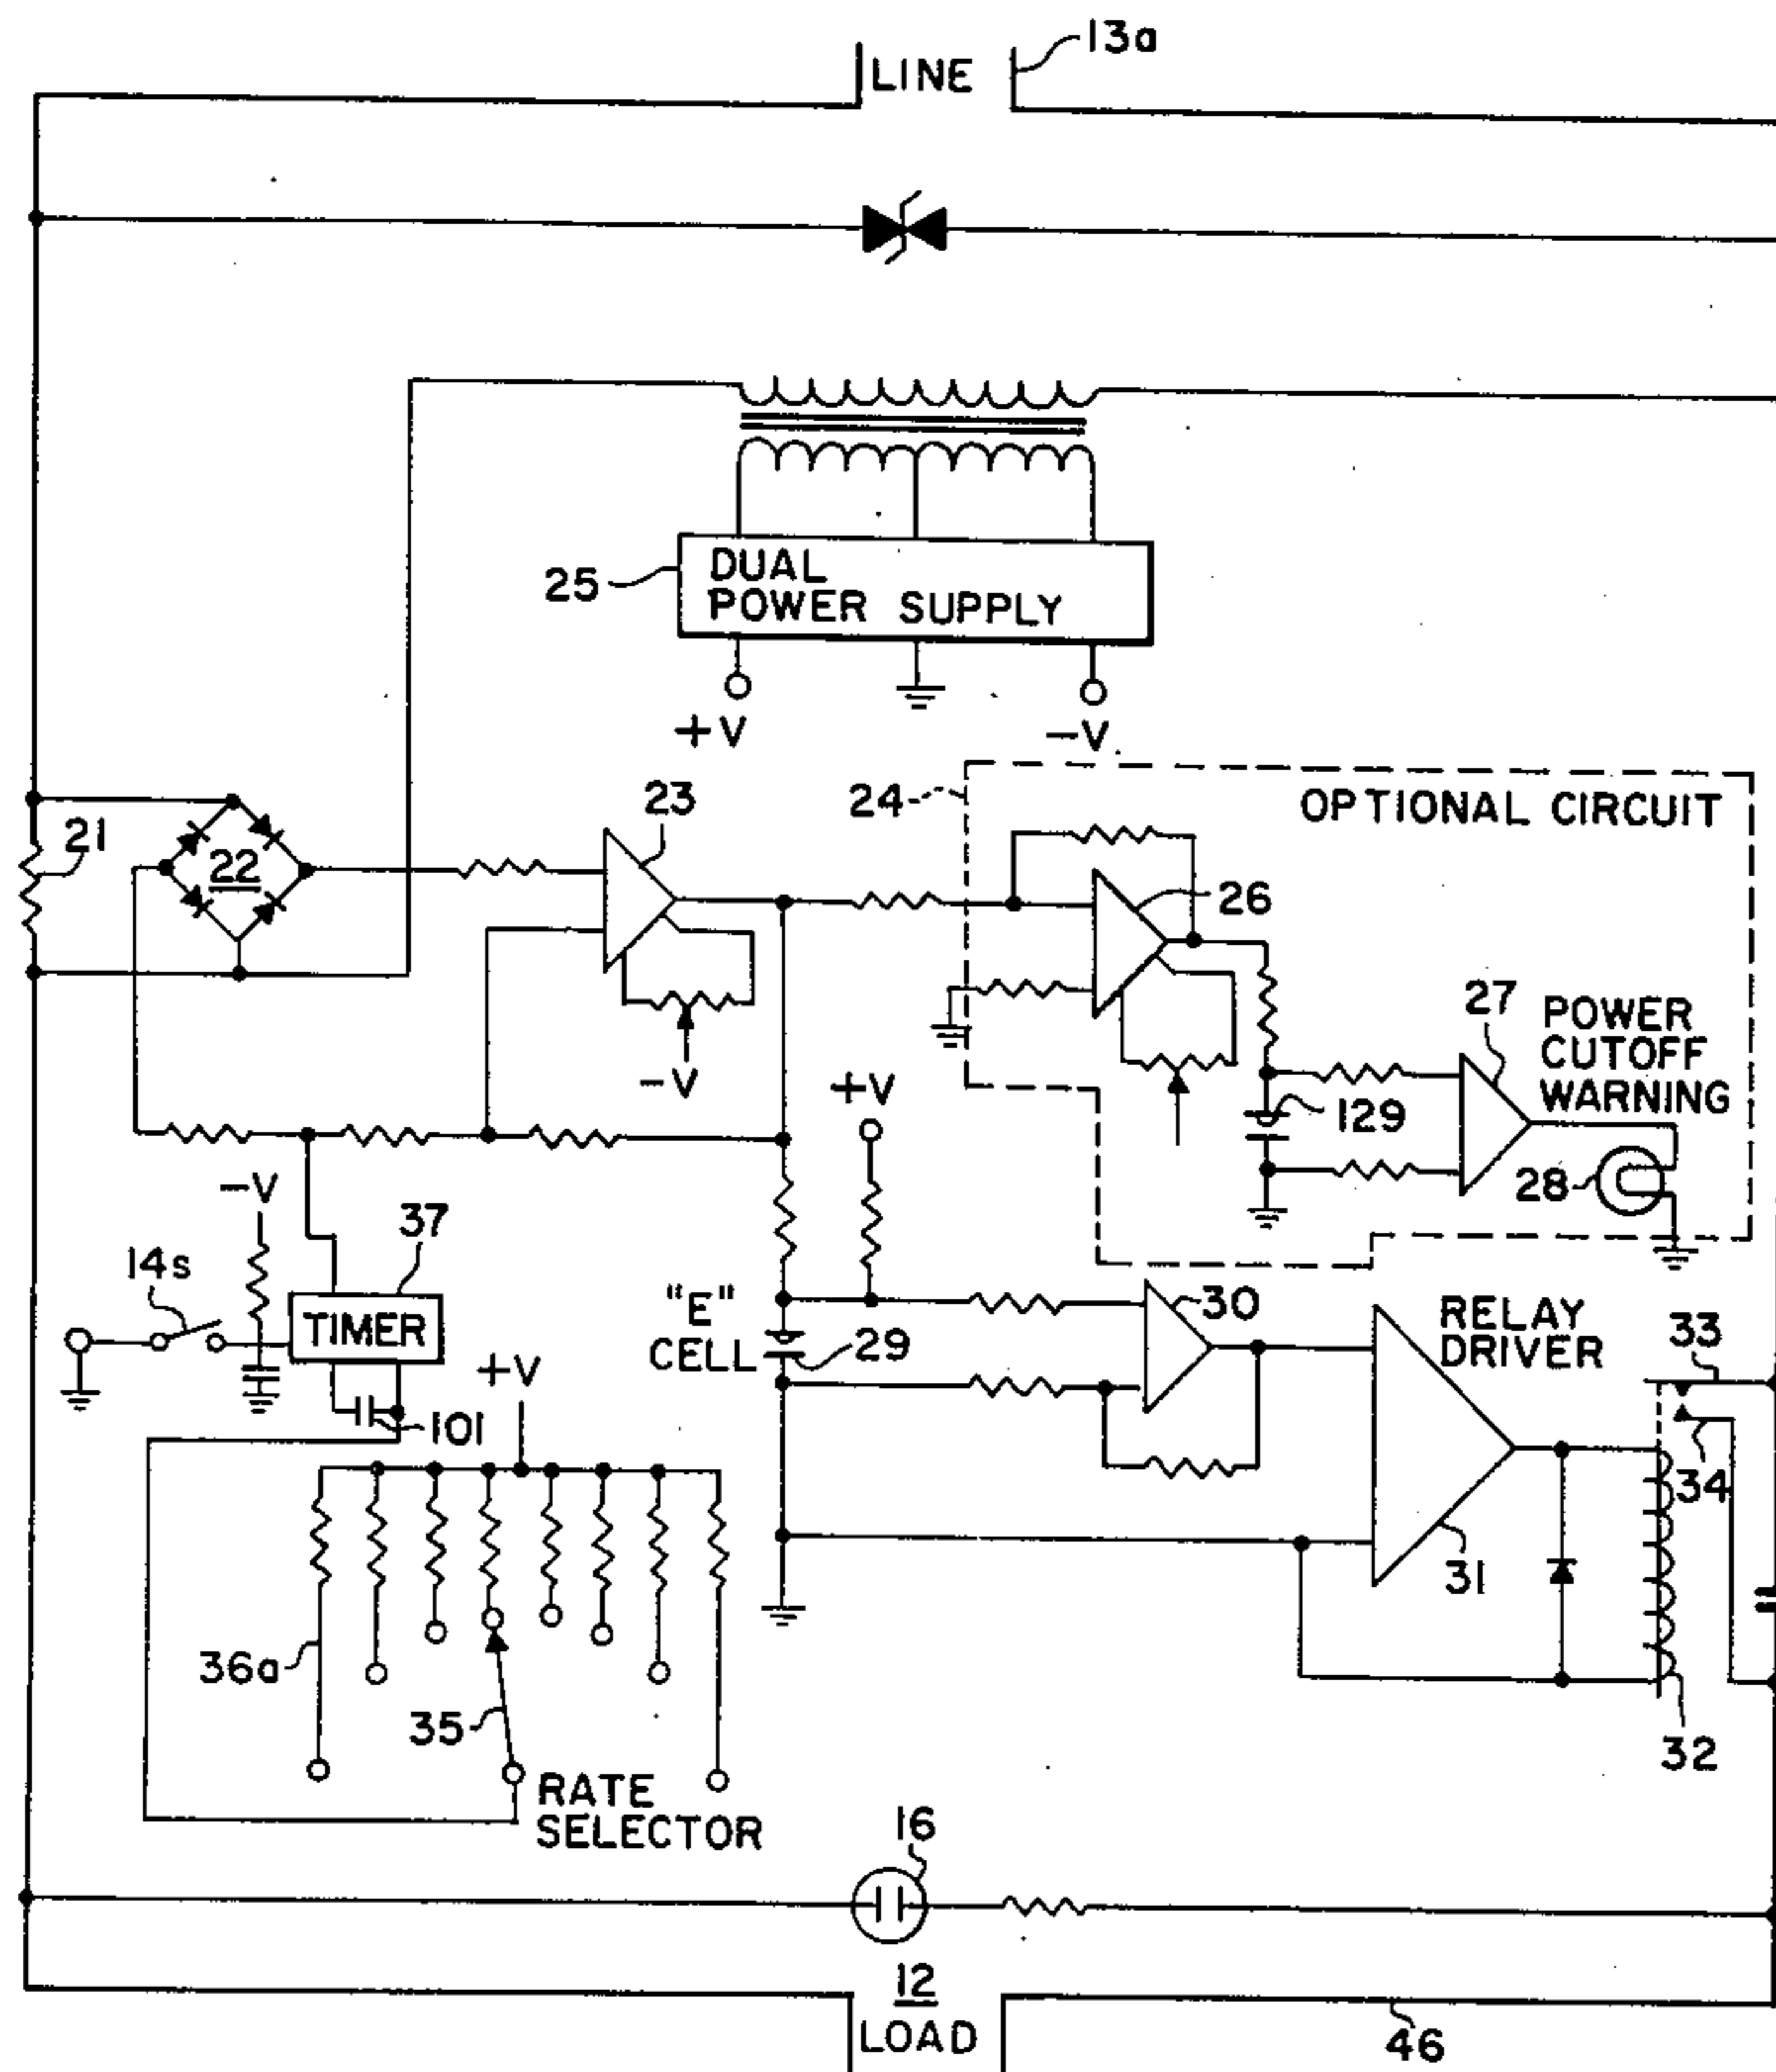 13a
LINE
25
DUAL
POWER SUPPLY
+V
-V
23
24
OPTIONAL CIRCUIT
21
22
26
-V
27
POWER
CUTOFF
WARNING
+V
129
28
-V
37
14s
TIMER
"E"
CELL
29
30
RELAY
DRIVER
33
+V
101
34
31
36a
35
32
RATE
SELECTOR
16
12
LOAD
46